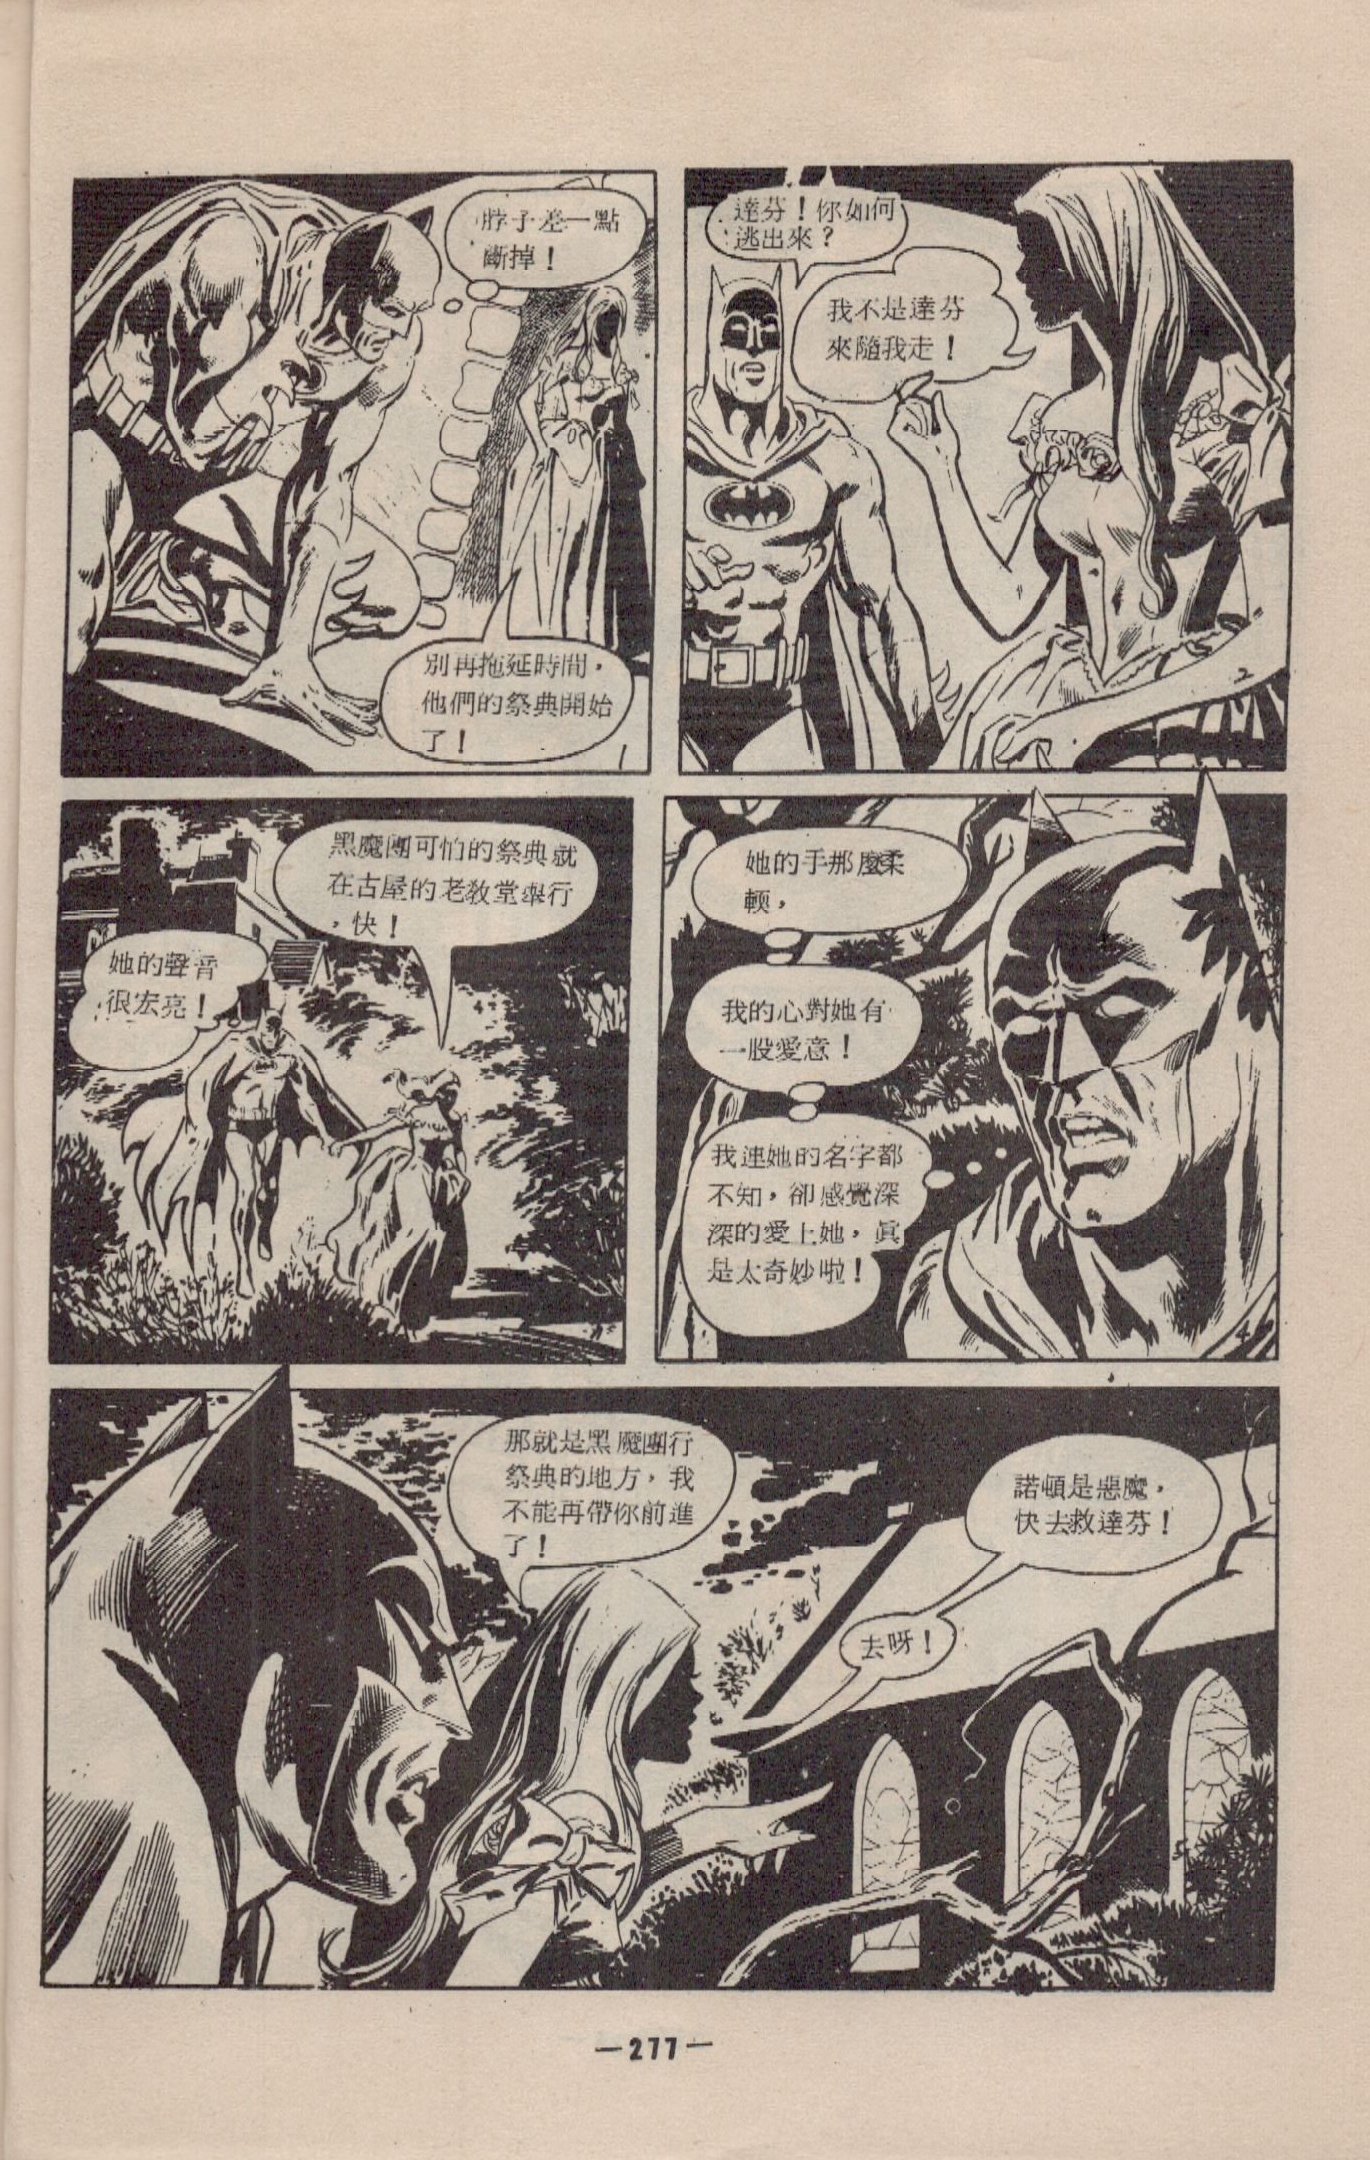 脖子差一點
斷掉！
別再拖延時間，
他們的祭典開始
了！
1
達芬！你如何
逃出來？
我不是達芬
來隨我走！
2
黑魔團可怕的祭典就
在古屋的老教堂舉行
，快！
她的聲音
很宏亮！
她的手那麼柔
輭，
我的心對她有
一股愛意！
我連她的名字都
不知，卻感覺深
深的愛上她，眞
是太奇妙啦！
4
那就是黑魔團行
祭典的地方，我
不能再帶你前進
了！
諾頓是惡魔，
快去救達芬！
去呀！
5
—277—